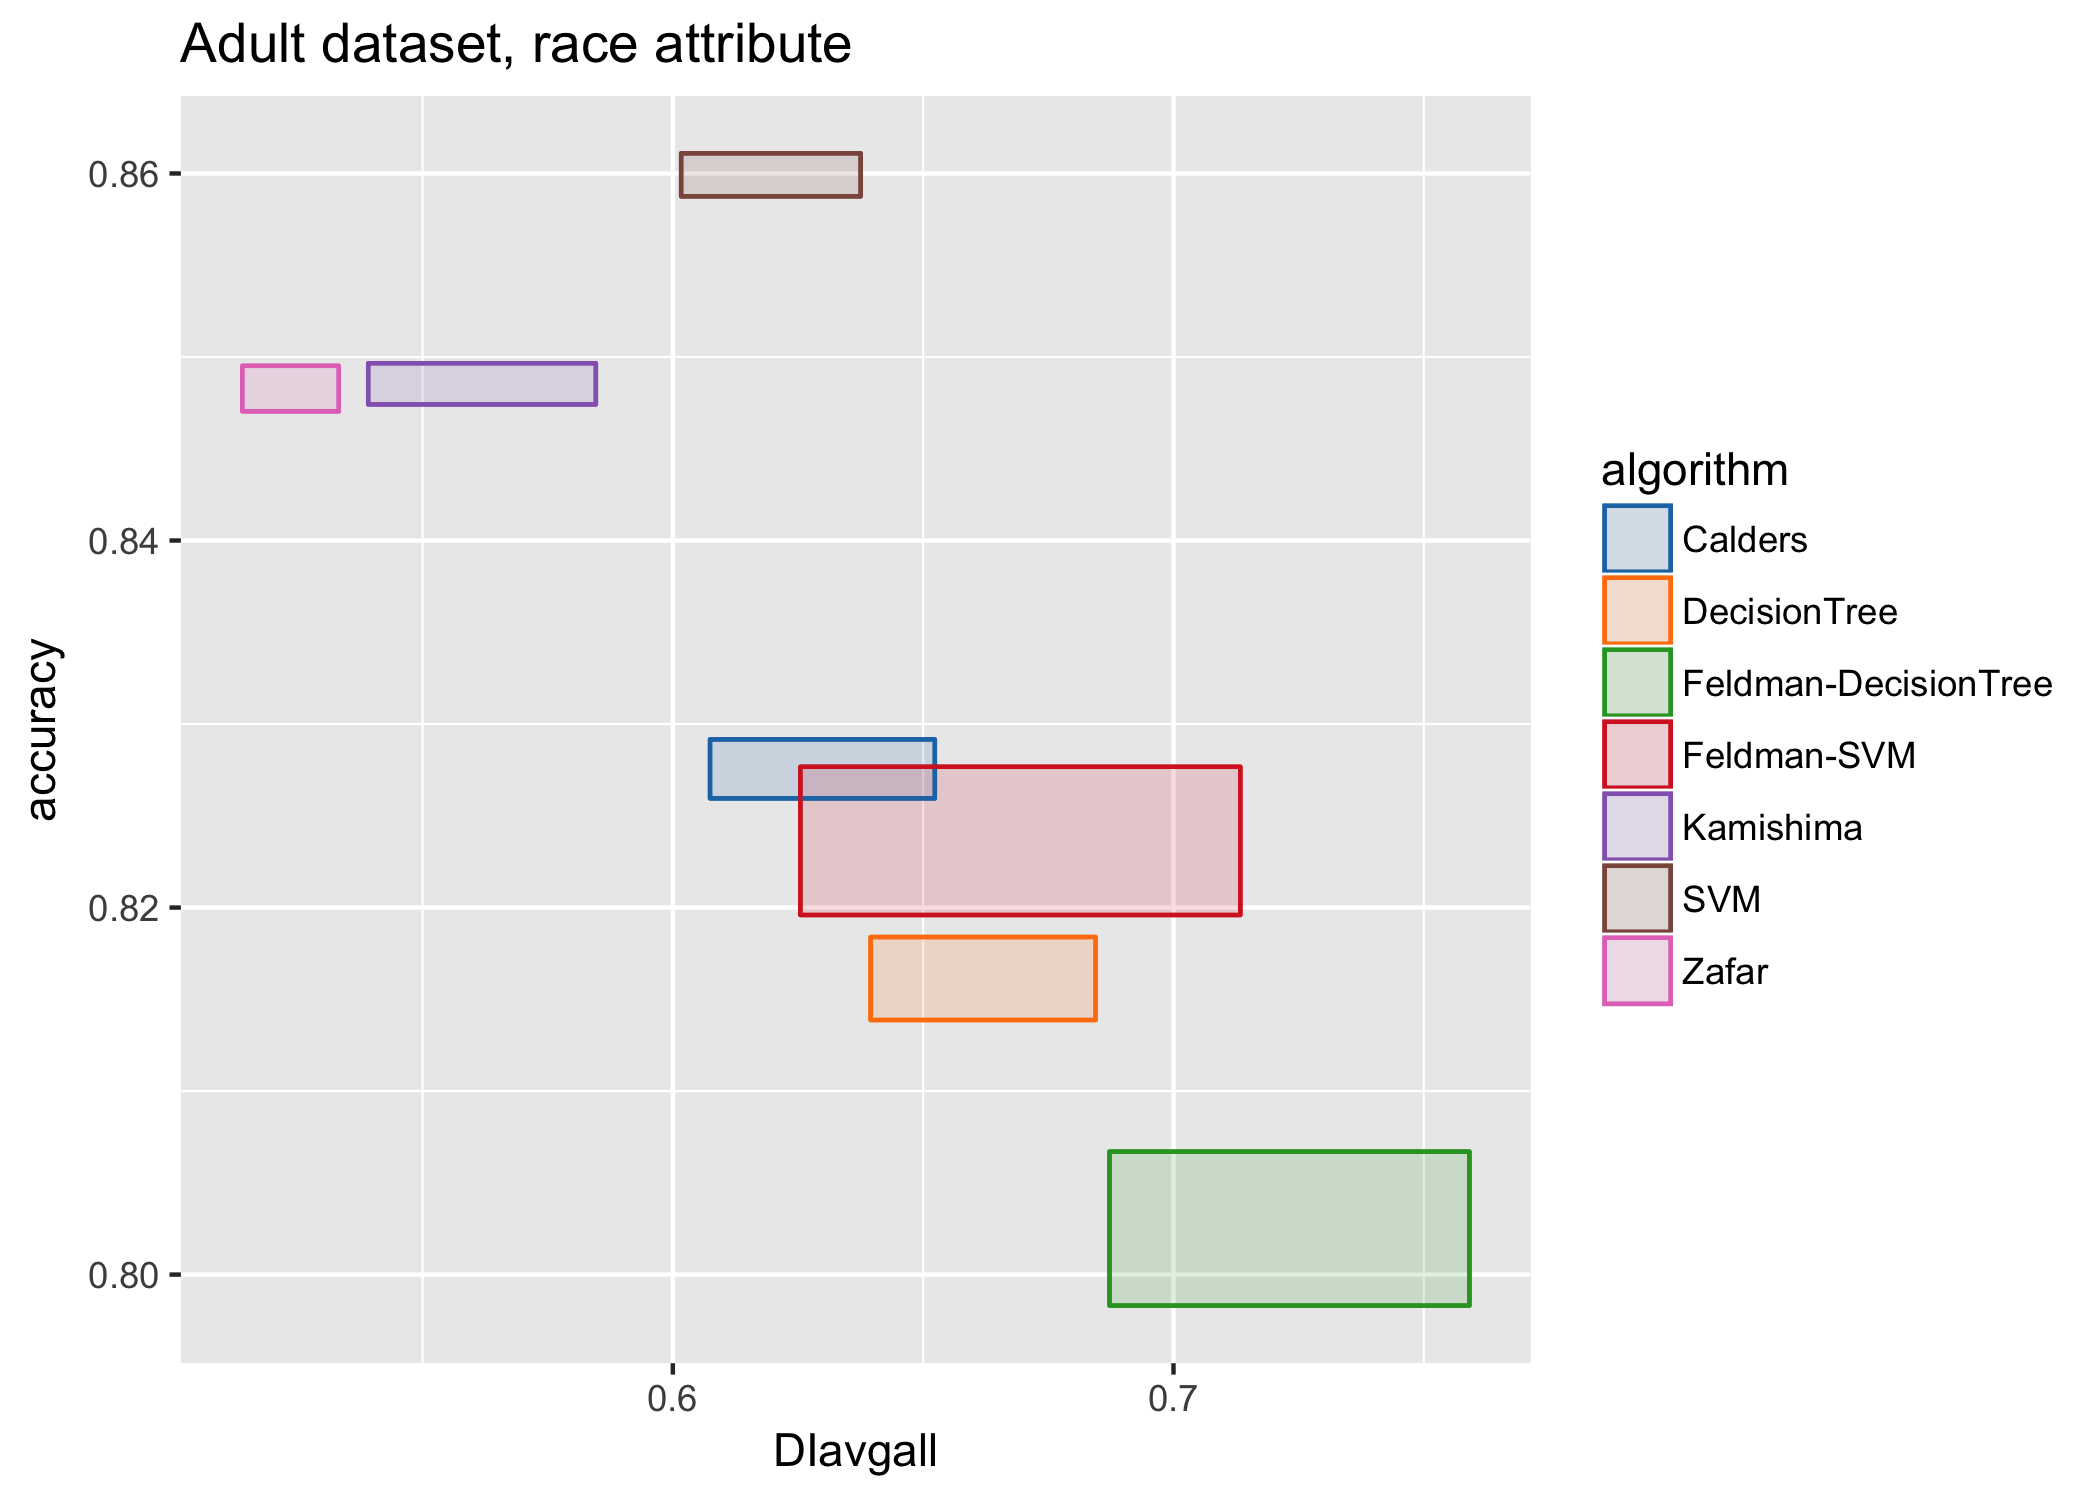 Adult dataset, race attribute
0.86
0.84
0.82
0.80
accuracy
0.6
0.7
DIavgall
algorithm
Calders
DecisionTree
Feldman-DecisionTree
Feldman-SVM
Kamishima
SVM
Zafar